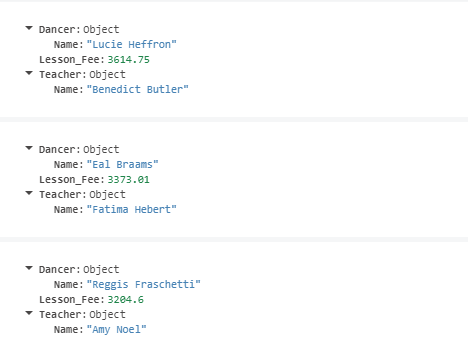 Dancer: Object
Name: "Lucie Heffron"
Lesson_Fee: 3614.75
Teacher: Object
Name: "Benedict Butler"
Dancer: Object
Name: "Eal Braams"
Lesson_Fee: 3373.01
Teacher: Object
Name: "Fatima Hebert"
Dancer: Object
Name: "Reggis Fraschetti"
Lesson_Fee: 3204.6
Teacher: Object
Name: "Amy Noel"